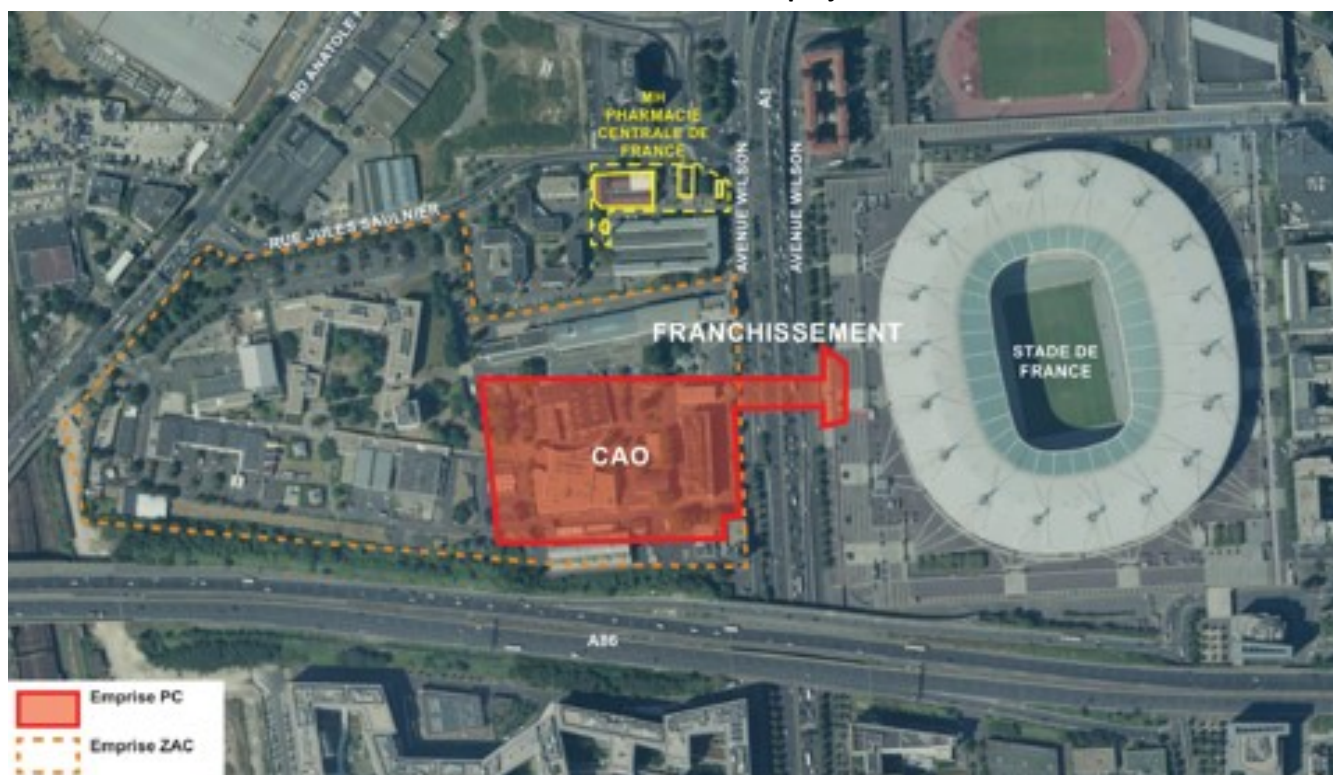 BD ANATOLE
A1
MH
PHARMACIE
CENTRALE DE
FRANCE
AVENUE WILSON
AVENUE WILSON
RUE JULES SAULNIER
FRANCHISSEMENT
STADE DE
FRANCE
CAO
A86
Emprise PC
Emprise ZAC